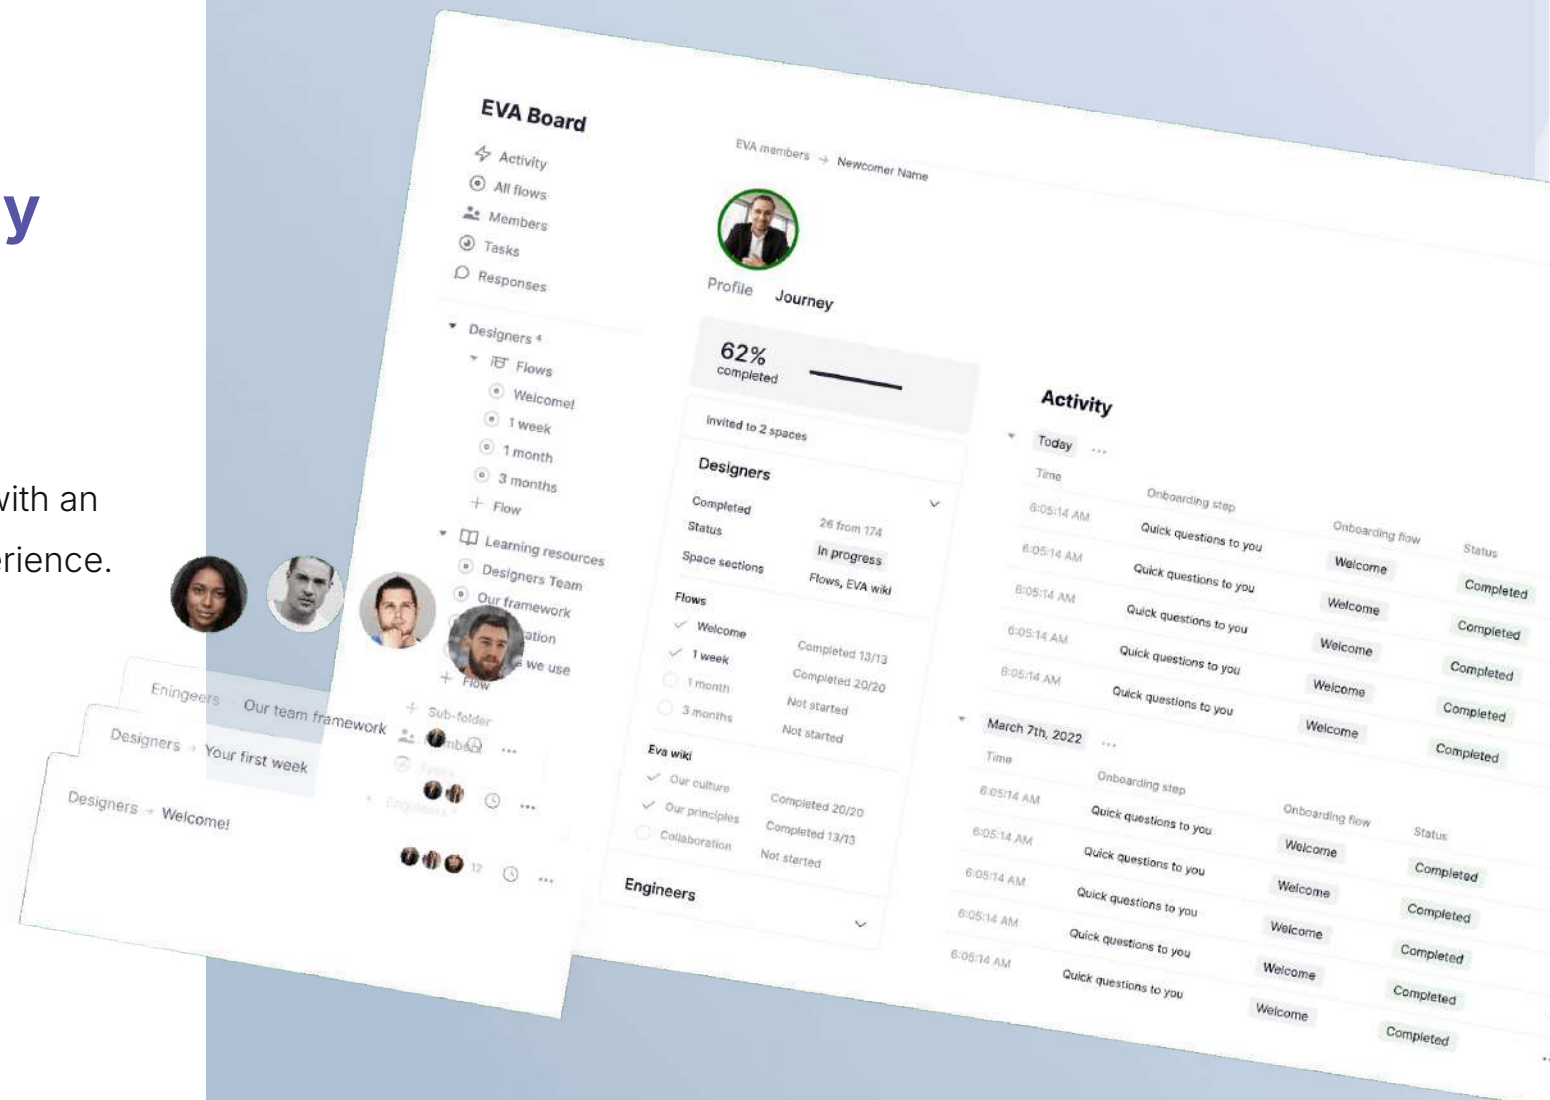 y
with an
erience.
EVA Board
Activity
All flows
Members
Tasks
Responses
Designers 4
Flows
Welcome!
1 week
1 month
3 months
+ Flow
Learning resources
Designers Team
Our framework
ation
we use
+ Flow
+ Sub-folder
Tasks
Engineers
Eningeers
Our team framework
Designers → Your first week
Designers → Welcome!
12
EVA members → Newcomer Name
Profile Journey
62%
completed
Invited to 2 spaces
Designers
Completed 26 from 174
Status In progress
Space sections Flows, EVA wiki
Flows
Welcome Completed 13/13
1 week Completed 20/20
1 month Not started
3 months Not started
Eva wiki
Our culture Completed 20/20
Our principles Completed 13/13
Collaboration Not started
Engineers
Activity
Today ...
Time Onboarding step Onboarding flow Status
6:05:14 AM Quick questions to you Welcome Completed
6:05:14 AM Quick questions to you Welcome Completed
6:05:14 AM Quick questions to you Welcome Completed
6:05:14 AM Quick questions to you Welcome Completed
6:05:14 AM Quick questions to you Welcome Completed
March 7th, 2022 ...
Time Onboarding step Onboarding flow Status
6:05:14 AM Quick questions to you Welcome Completed
6:05:14 AM Quick questions to you Welcome Completed
6:05:14 AM Quick questions to you Welcome Completed
6:05:14 AM Quick questions to you Welcome Completed
6:05:14 AM Quick questions to you Welcome Completed